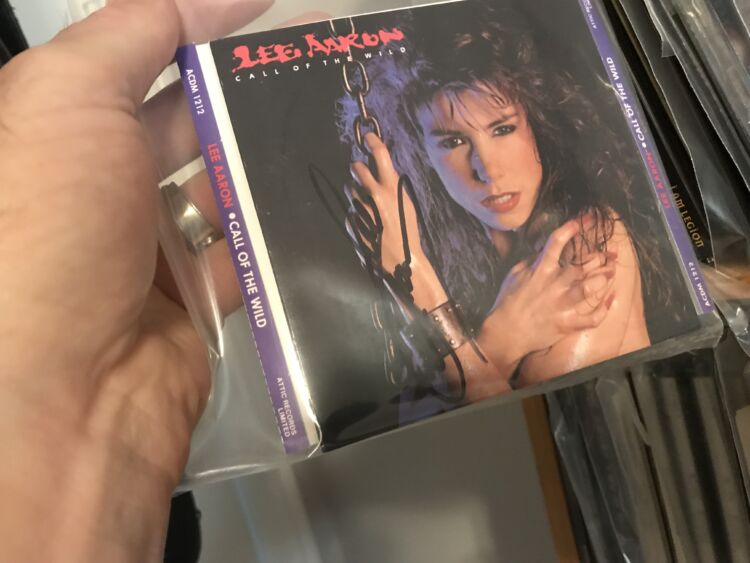 LEE AARON
CALL OF THE WILD
ACDM 1212
LEE AARON • CALL OF THE WILD
ATTIC RECORDS
LIMITED
LEE AARON • CALL OF THE WILD
ACDM 1212
I am Legion